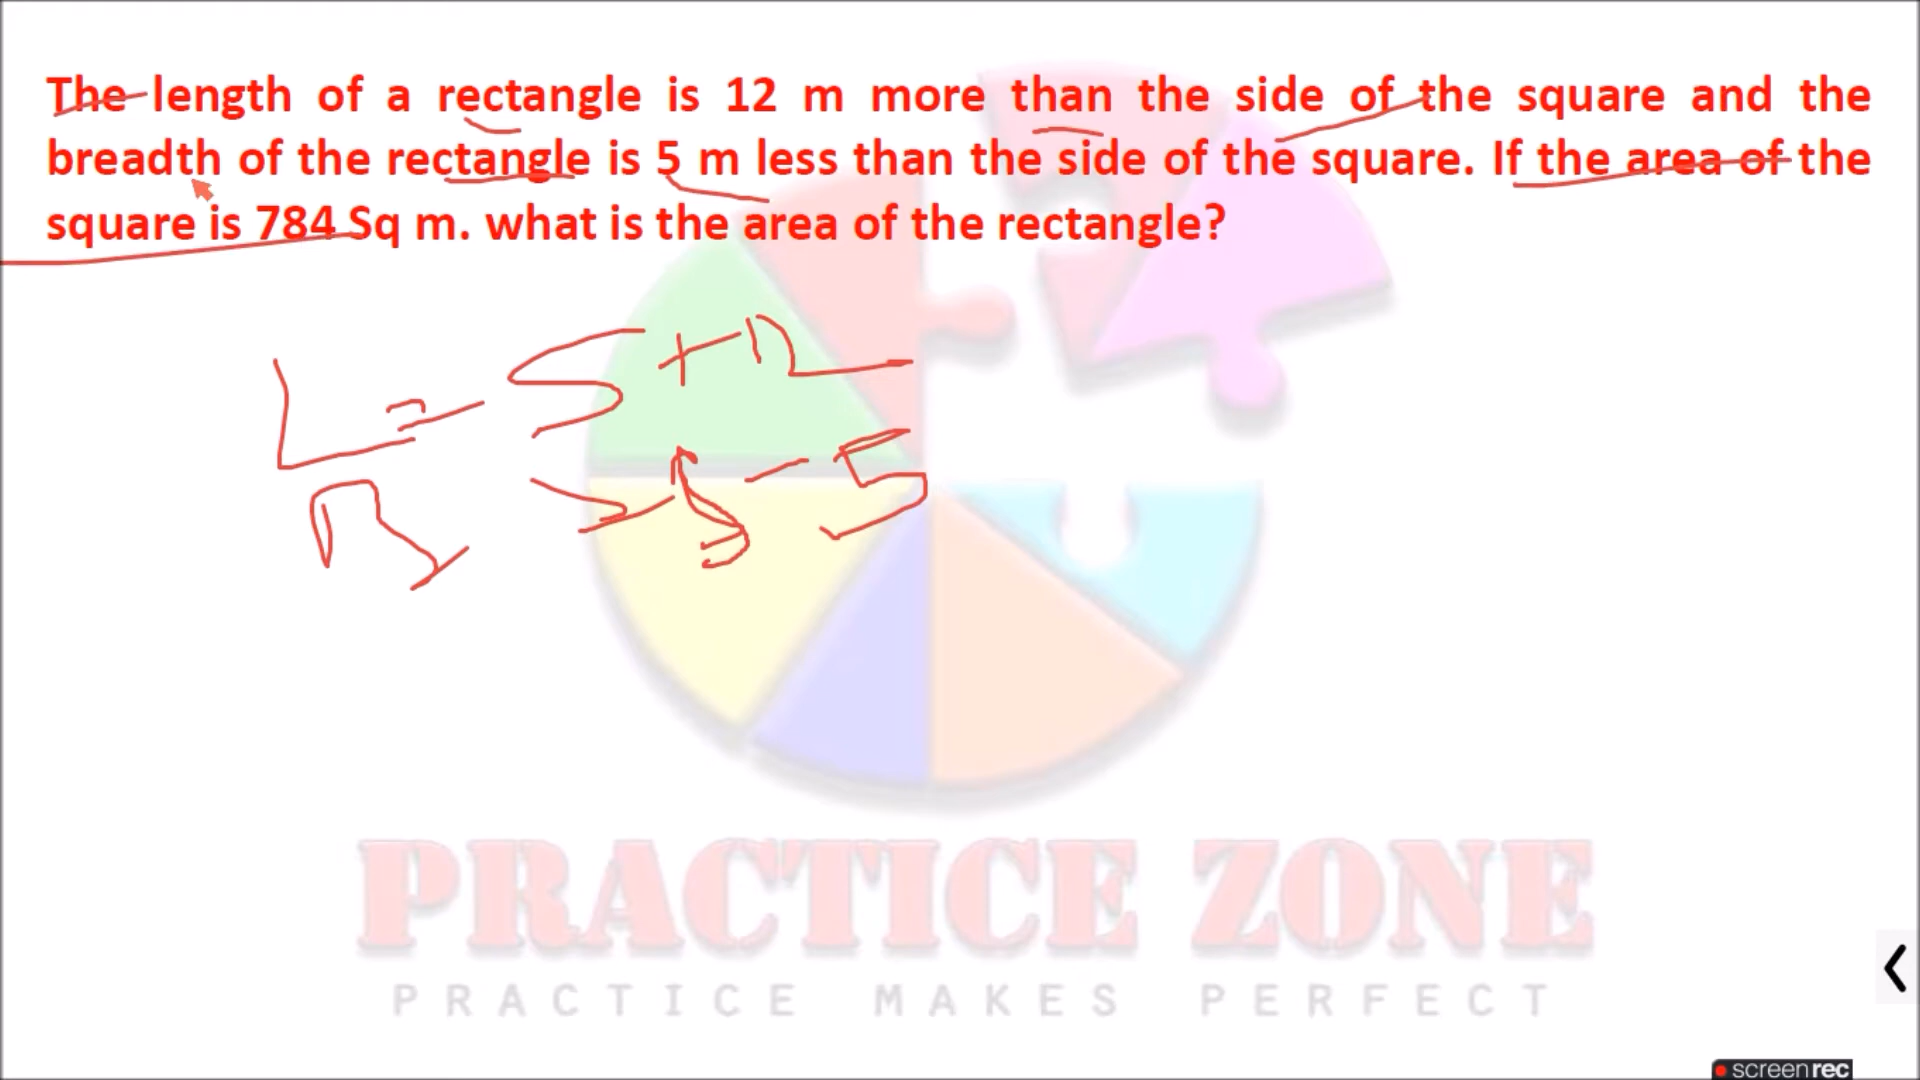 The length of a rectangle is 12 m more than the side of the square and the
breadth of the rectangle is 5 m less than the side of the square. If the area of the
square is 784 Sq m. what is the area of the rectangle?
L = S + 12
S - 5
PRACTICE ZONE
PRACTICE MAKES PERFECT
screenrec